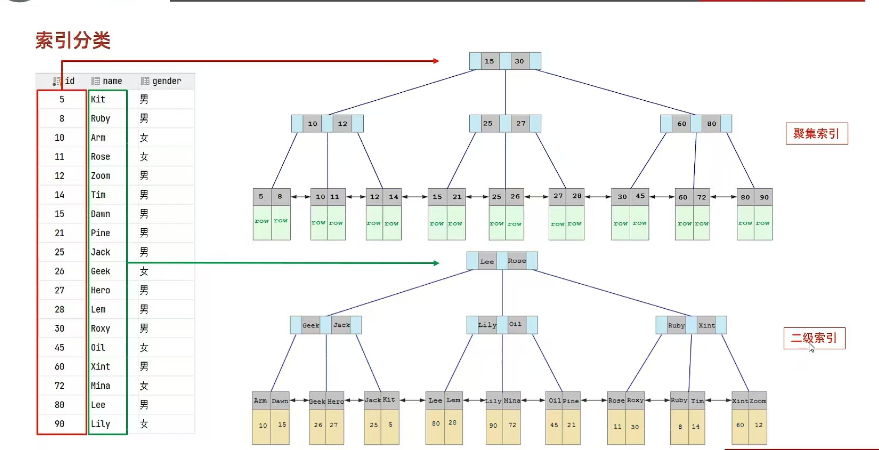 索引分类
id name gender
5 Kit 男
8 Ruby 男
10 Arm 女
11 Rose 女
12 Zoom 男
14 Tim 男
15 Dawn 男
21 Pine 男
25 Jack 男
26 Geek 女
27 Hero 男
28 Lem 男
30 Roxy 男
45 Oil 女
60 Xint 男
72 Mina 女
80 Lee 男
90 Lily 女
15 30
10 12 25 27 60 80
聚集索引
5 8 10 11 12 14 15 21 25 26 27 28 30 45 60 72 80 90
row row row row row row row row row row row row row row row row row row
Lee Rose
Geek Jack Lily Oil Ruby Xint
二级索引
Arm Dawn Geek Hero Jack Kit Lee Lem Lily Mina Oil Pine Rose Roxy Ruby Tim Xint Zoom
10 15 26 27 25 5 80 28 90 72 45 21 11 30 8 14 60 12